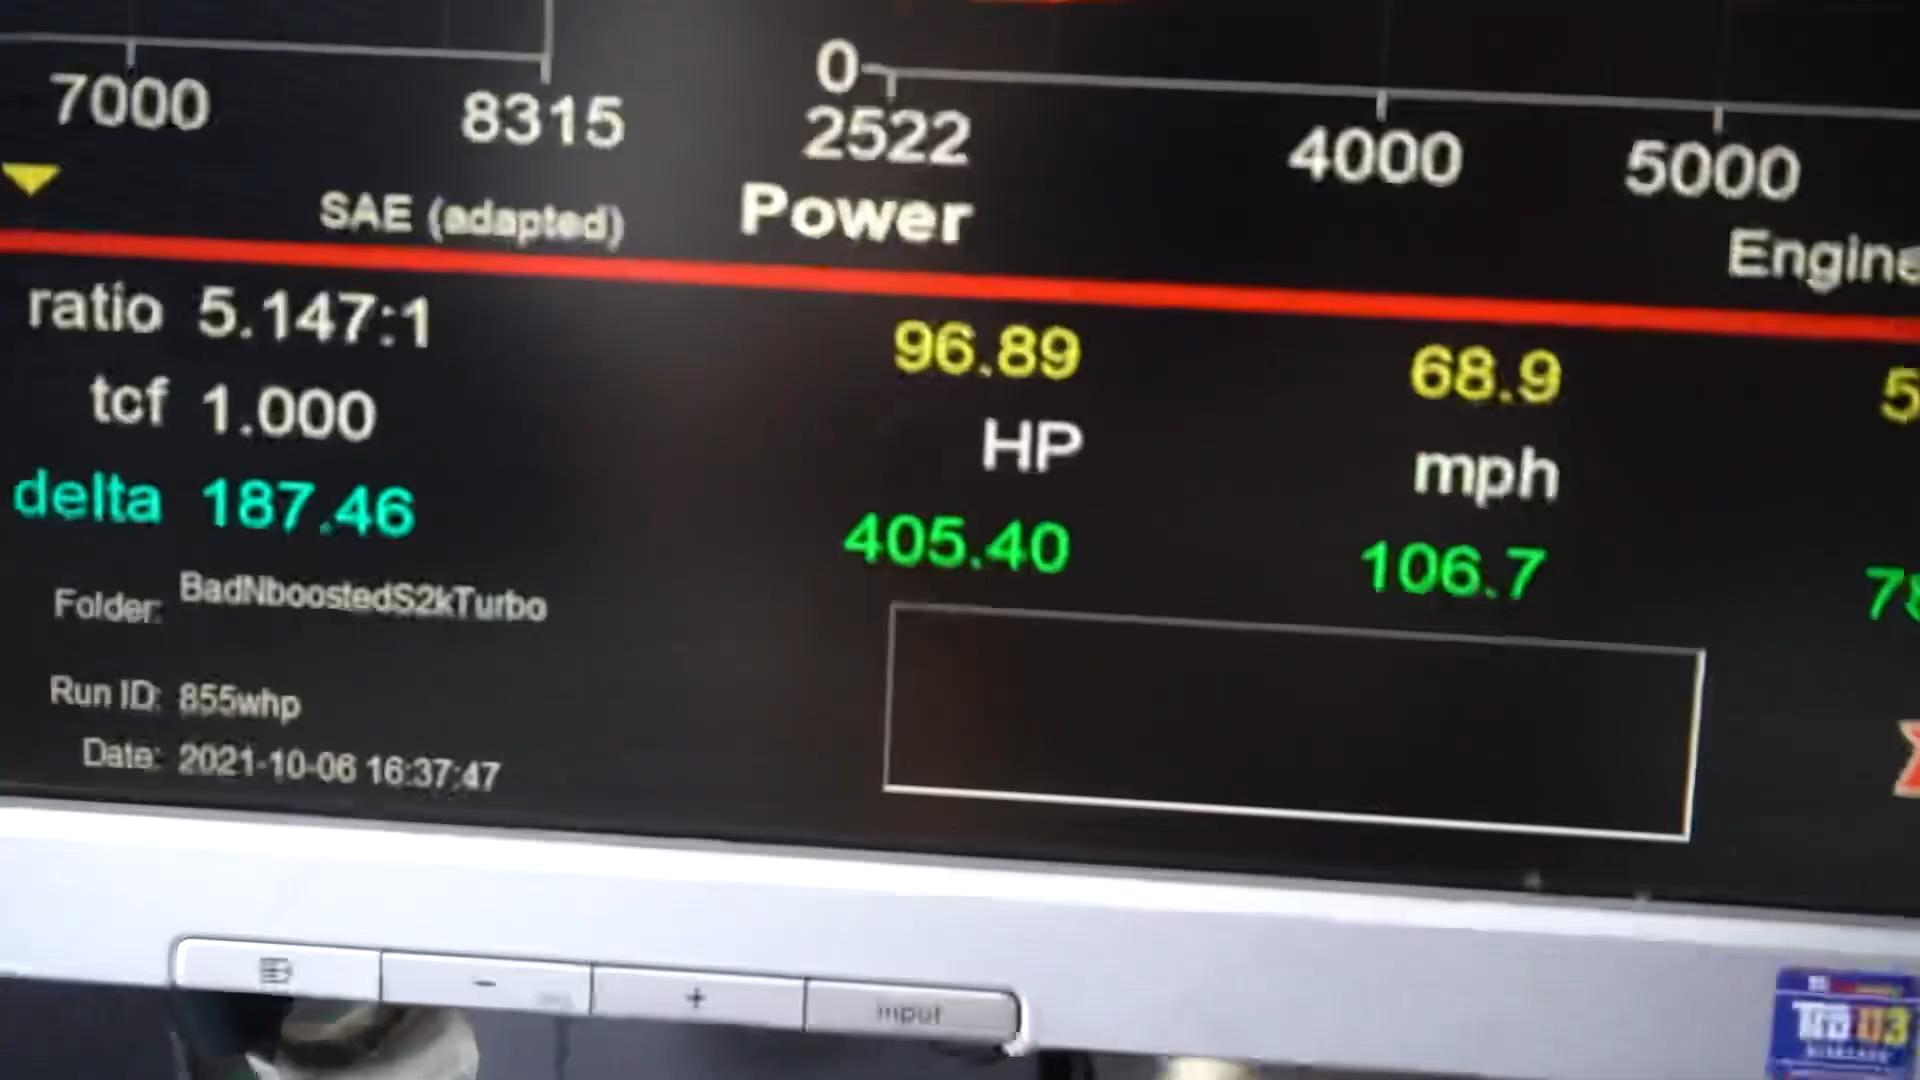 7000 8315
0
2522 4000 5000
SAE (adapted) Power
Engine
ratio 5.147:1 96.89 68.9 5
tcf 1.000 HP mph
delta 187.46 405.40 106.7 78
Folder: BadNboostedS2kTurbo
Run ID: 855whp
Date: 2021-10-06 16:37:47
- + input